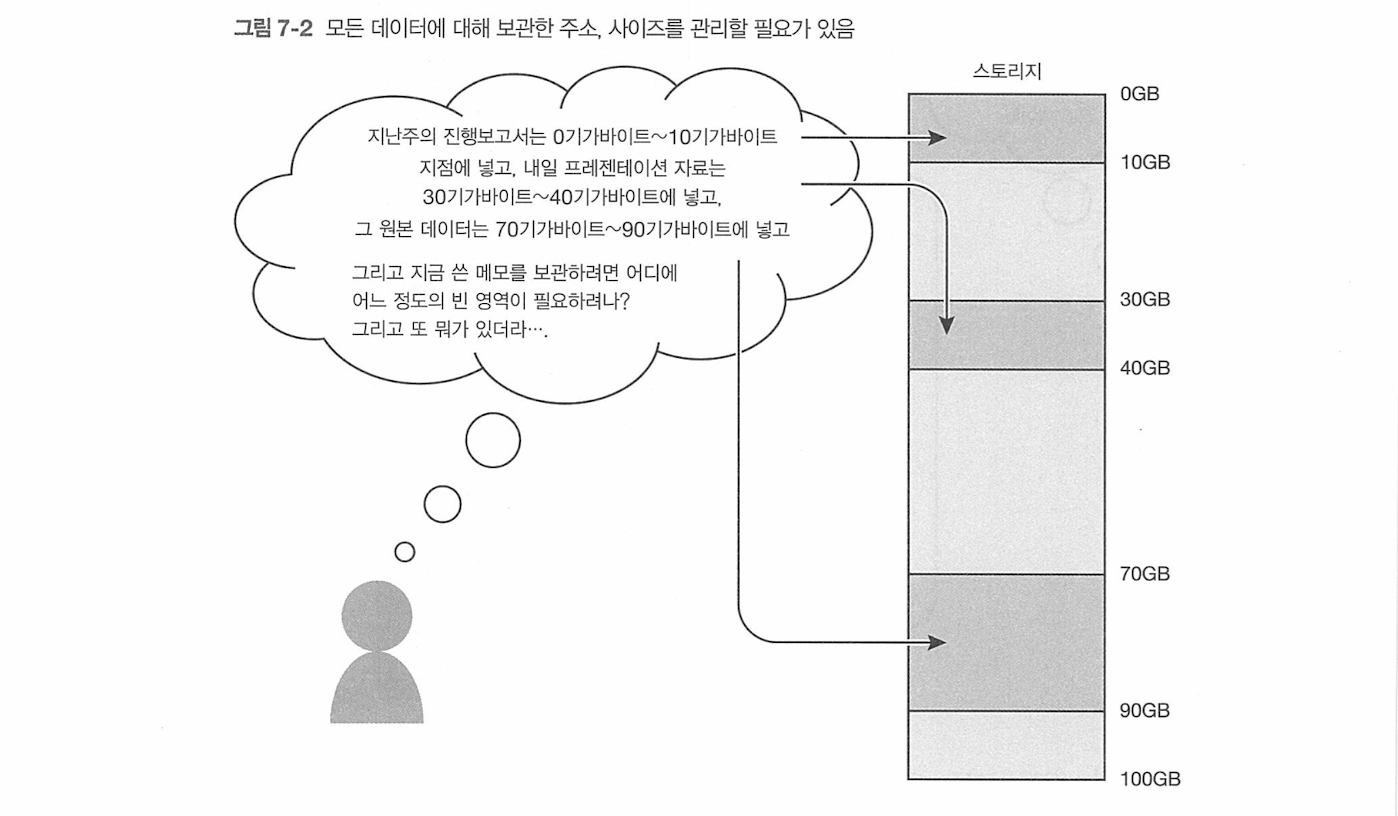 그림 7-2 모든 데이터에 대해 보관한 주소, 사이즈를 관리할 필요가 있음
스토리지
0GB
지난주의 진행보고서는 0기가바이트~10기가바이트
지점에 넣고, 내일 프레젠테이션 자료는
30기가바이트~40기가바이트에 넣고,
그 원본 데이터는 70기가바이트~90기가바이트에 넣고
그리고 지금 쓴 메모를 보관하려면 어디에
어느 정도의 빈 영역이 필요하려나?
그리고 또 뭐가 있더라….
10GB
30GB
40GB
70GB
90GB
100GB